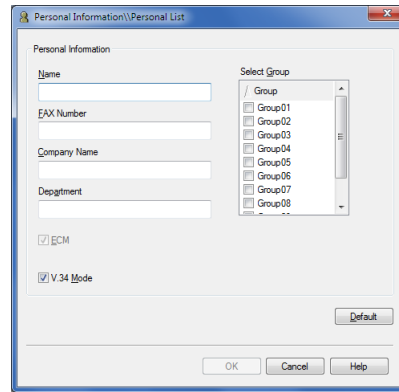 Personal Information\\Personal List
Personal Information
Name
FAX Number
Company Name
Department
ECM
V.34 Mode
Select Group
/ Group
Group01
Group02
Group03
Group04
Group05
Group06
Group07
Group08
Default
OK
Cancel
Help